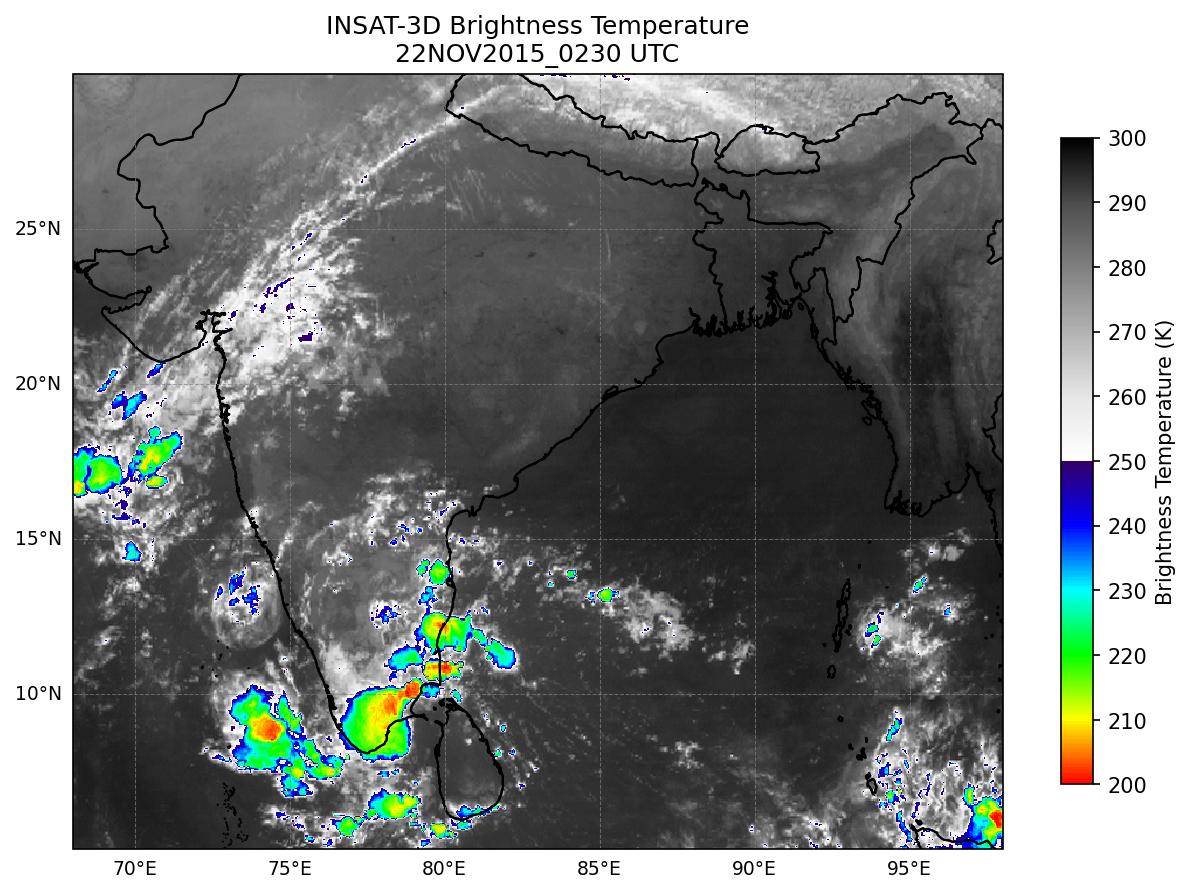 INSAT-3D Brightness Temperature
22NOV2015_0230 UTC
25°N
20°N
15°N
10°N
70°E
75°E
80°E
85°E
90°E
95°E
300
290
280
270
260
250
240
230
220
210
200
Brightness Temperature (K)